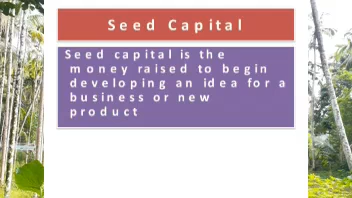 Seed Capital
Seed capital is the
money raised to begin
developing an idea for a
business or new
product